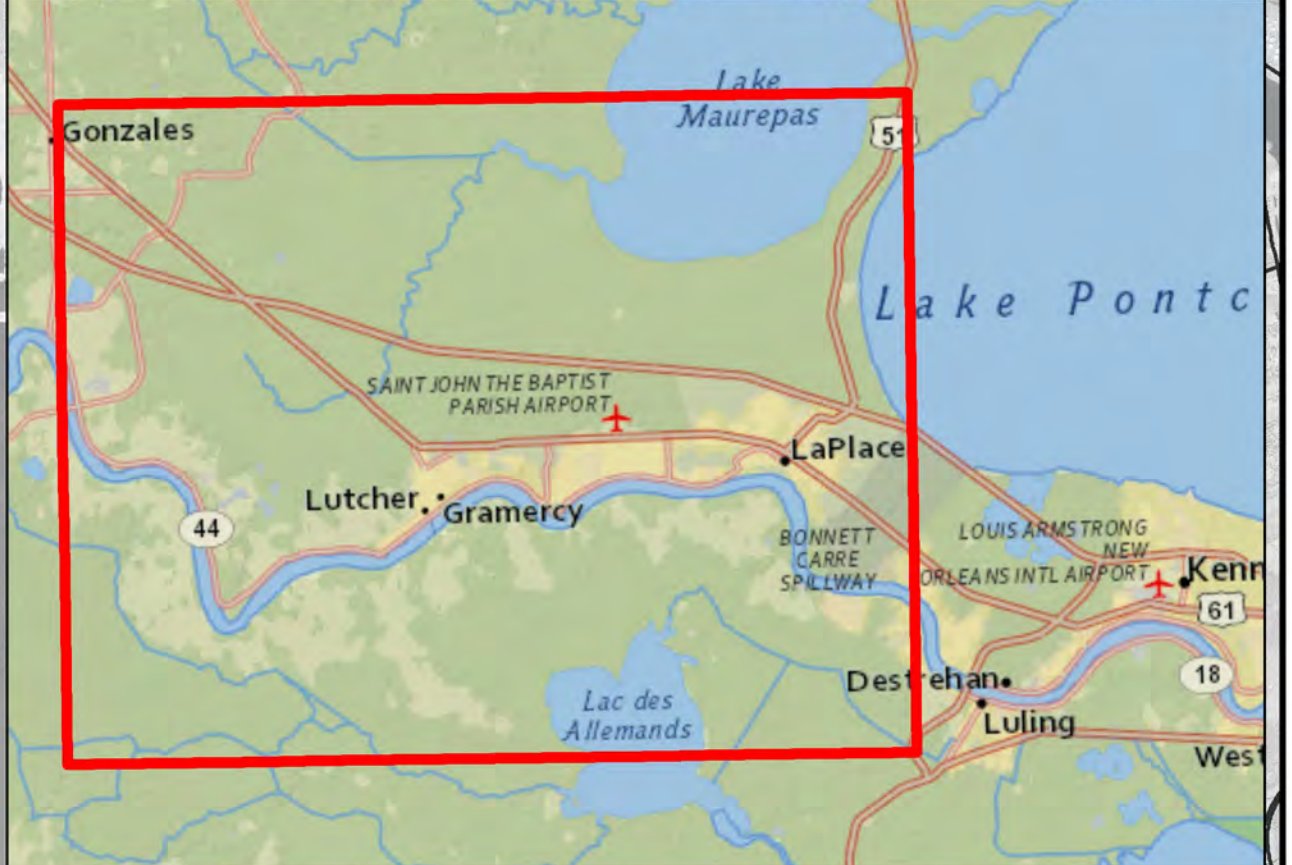 Lake
Maurepas
Gonzales
51
Lake Pontc
SAINT JOHN THE BAPTIST
PARISH AIRPORT
LaPlace
Lutcher
Gramercy
44
BONNETT
CARRE
SPILLWAY
LOUIS ARMSTRONG
NEW
ORLEANS INTL AIRPORT
Kenn
61
18
Destrehan
Lac des
Allemands
Luling
West